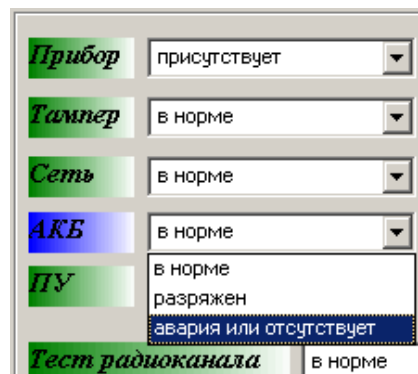 Прибор присутствует
Тампер в норме
Сеть в норме
АКБ в норме
в норме
ПУ
разряжен
авария или отсутствует
Тест радиоканала в норме